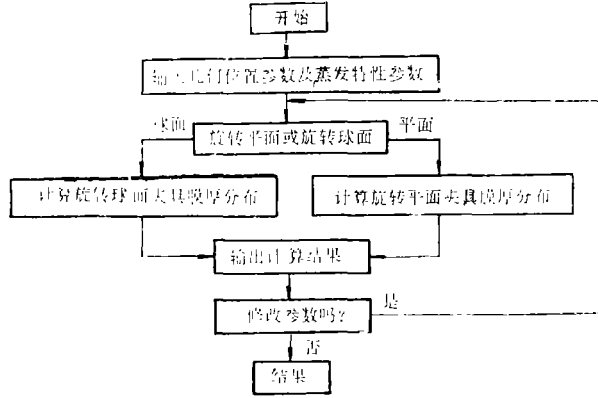 开始
输入几何位置参数及蒸发特性参数
球面
旋转平面或旋转球面
平面
计算旋转球面夹具膜厚分布
计算旋转平面夹具膜厚分布
输出计算结果
修改参数吗?
是
否
结果